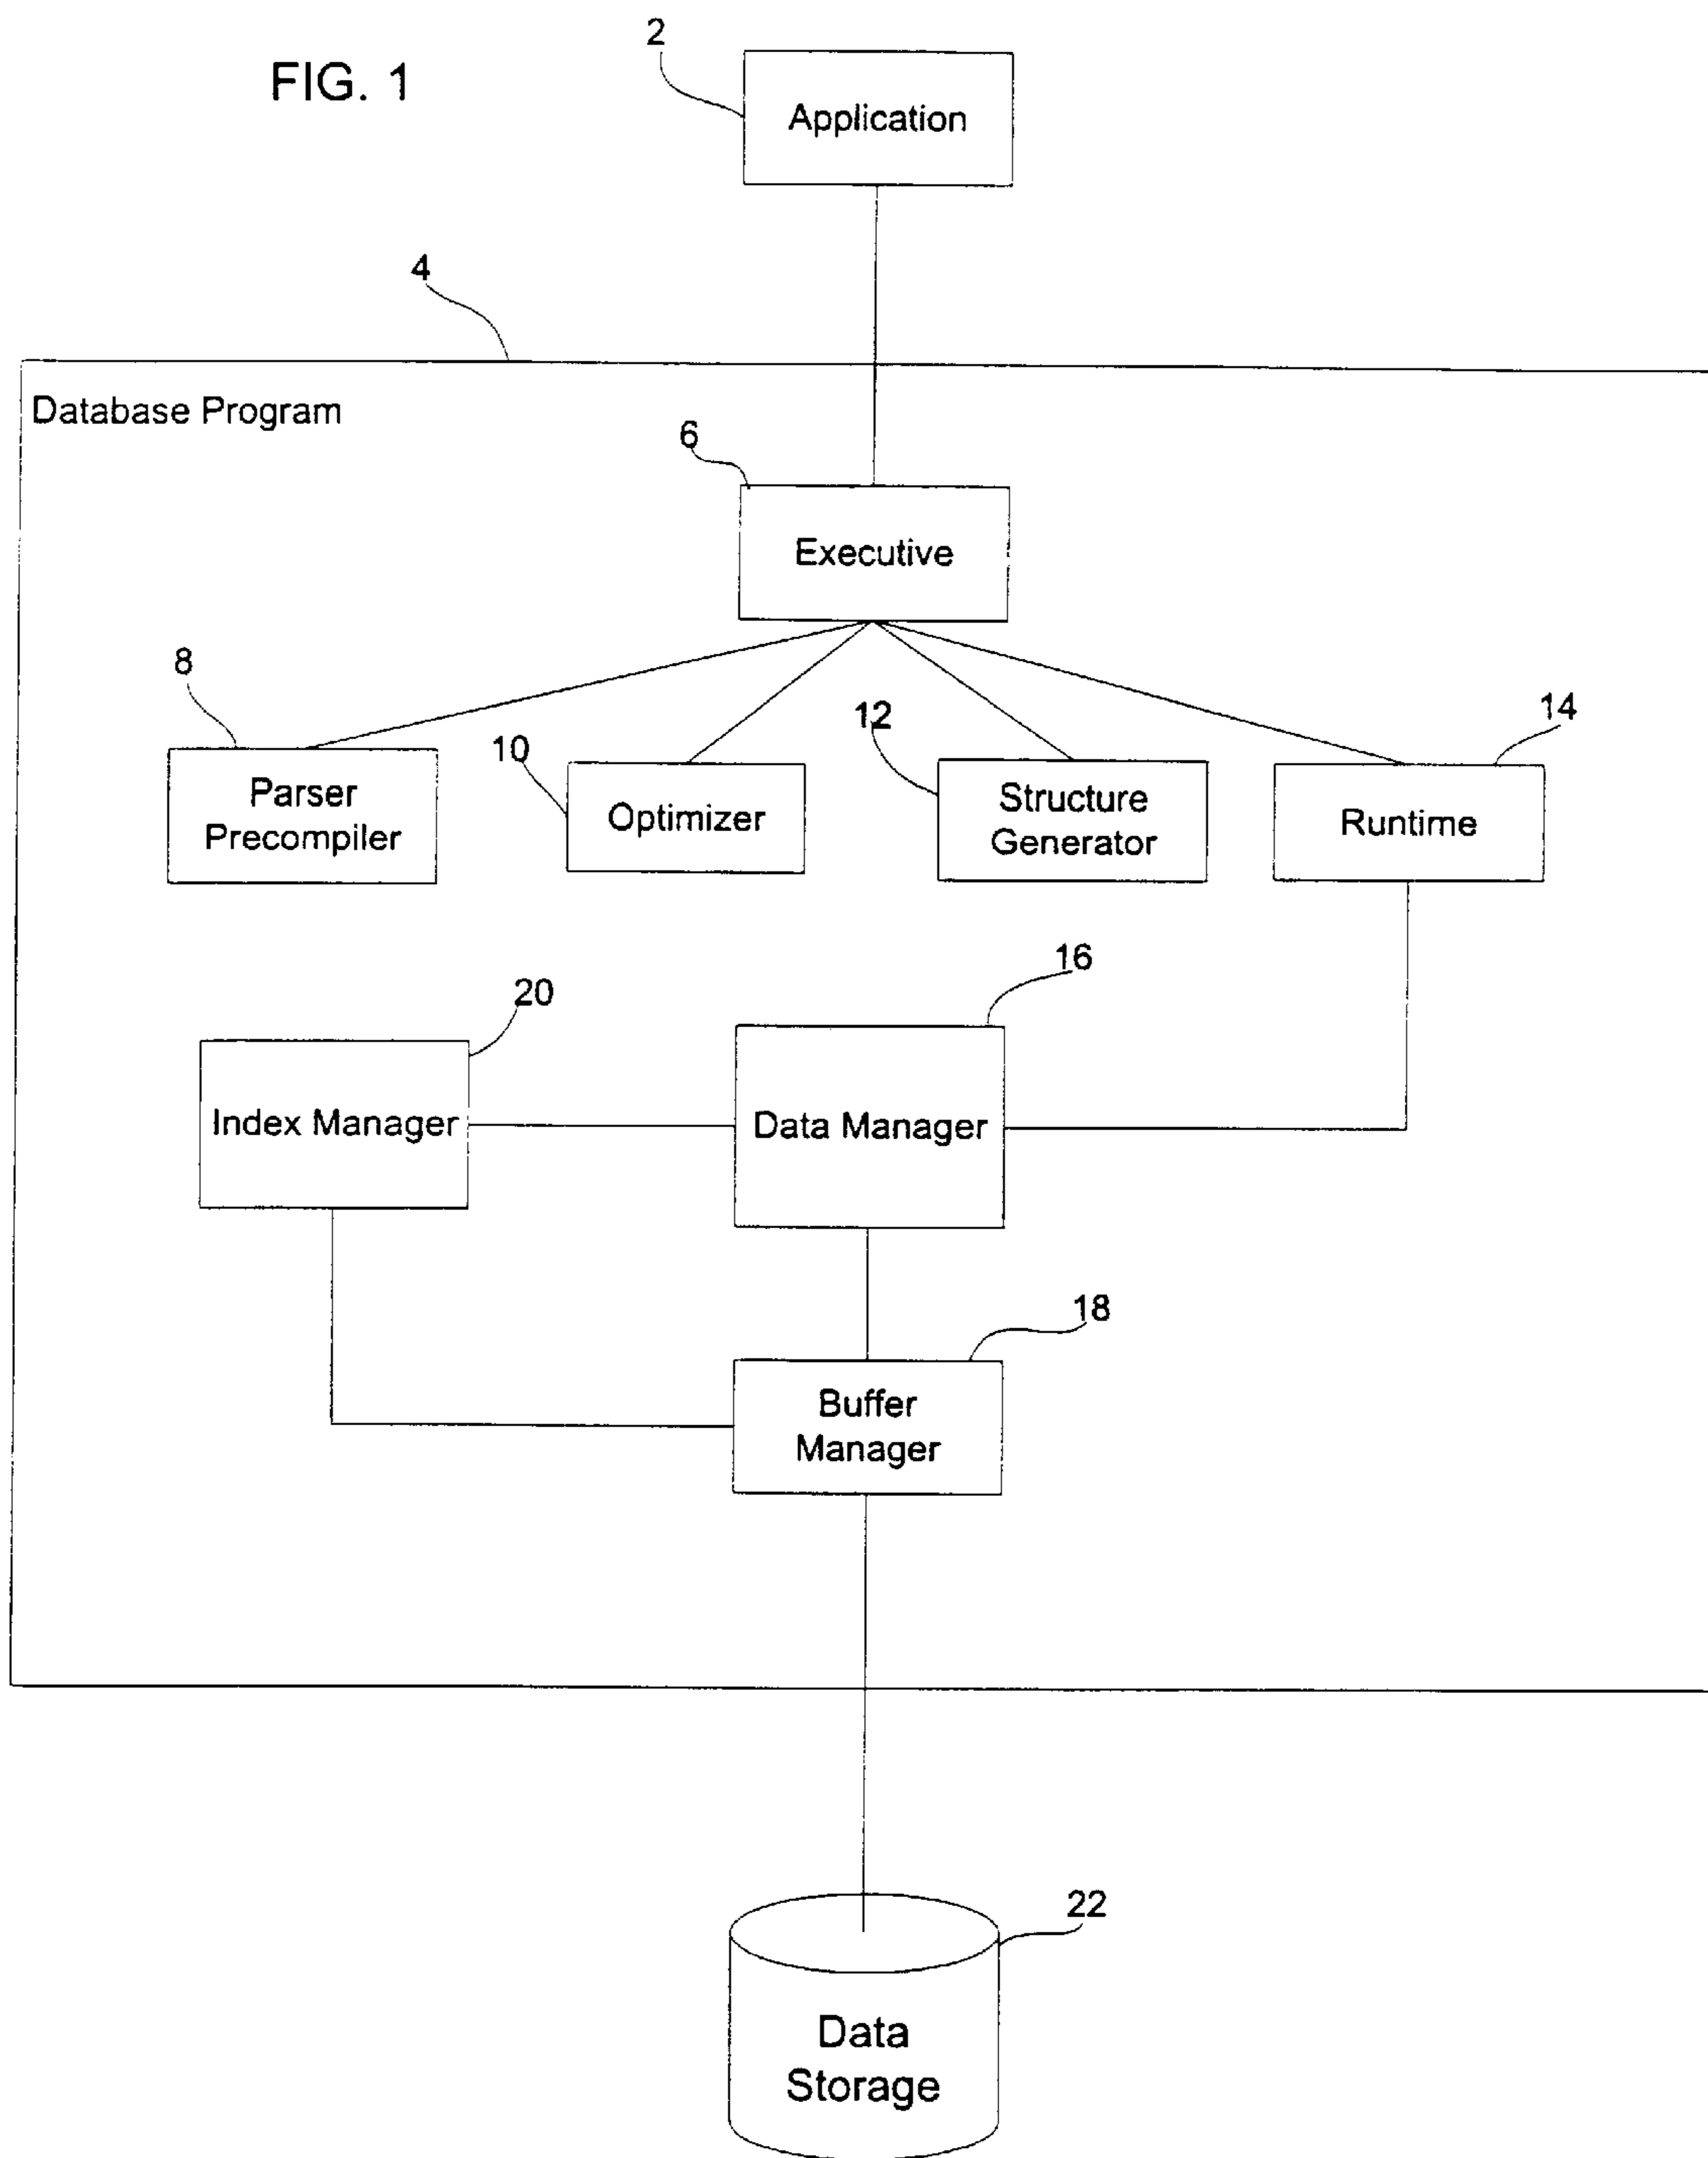 FIG. 1
2
Application
4
Database Program
6
Executive
8
Parser
Precompiler
10
Optimizer
12
Structure
Generator
14
Runtime
20
Index Manager
16
Data Manager
18
Buffer
Manager
22
Data
Storage